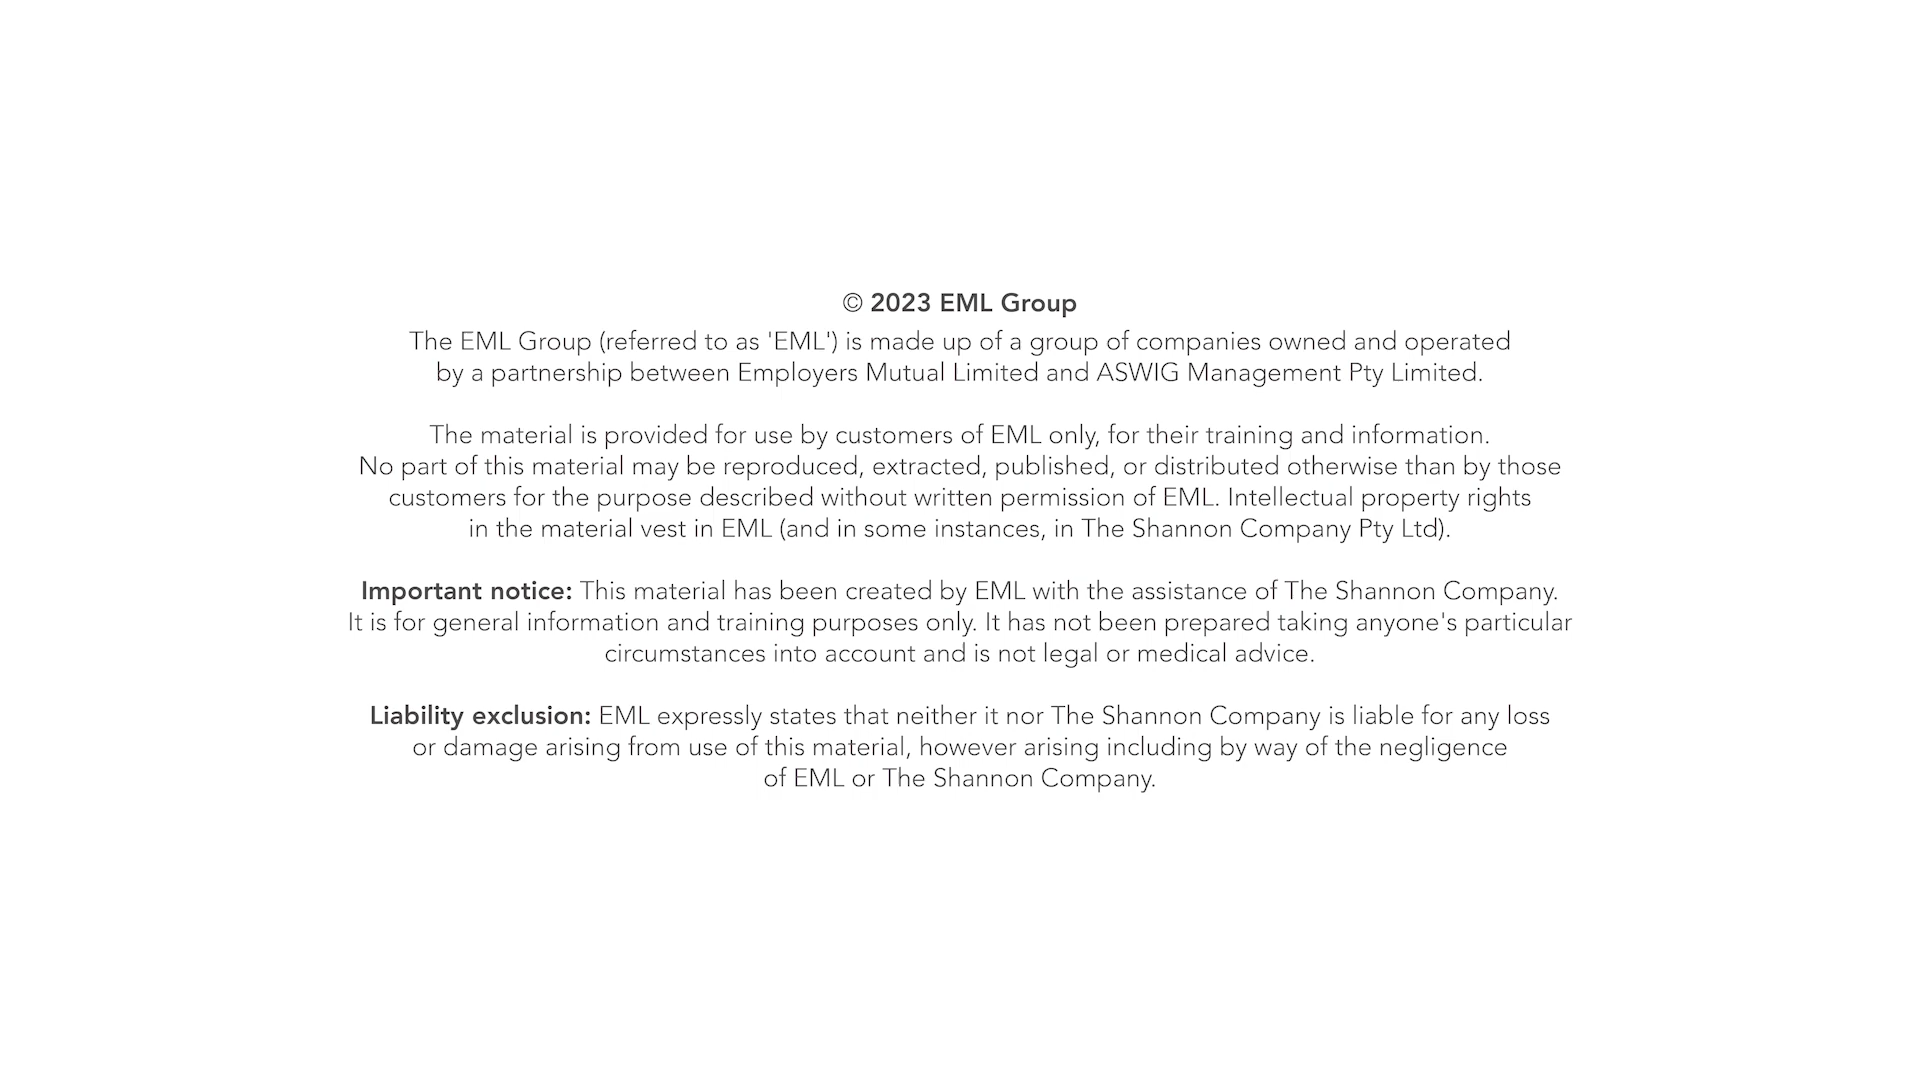 © 2023 EML Group
The EML Group (referred to as 'EML') is made up of a group of companies owned and operated
by a partnership between Employers Mutual Limited and ASWIG Management Pty Limited.
The material is provided for use by customers of EML only, for their training and information.
No part of this material may be reproduced, extracted, published, or distributed otherwise than by those
customers for the purpose described without written permission of EML. Intellectual property rights
in the material vest in EML (and in some instances, in The Shannon Company Pty Ltd).
Important notice: This material has been created by EML with the assistance of The Shannon Company.
It is for general information and training purposes only. It has not been prepared taking anyone's particular
circumstances into account and is not legal or medical advice.
Liability exclusion: EML expressly states that neither it nor The Shannon Company is liable for any loss
or damage arising from use of this material, however arising including by way of the negligence
of EML or The Shannon Company.